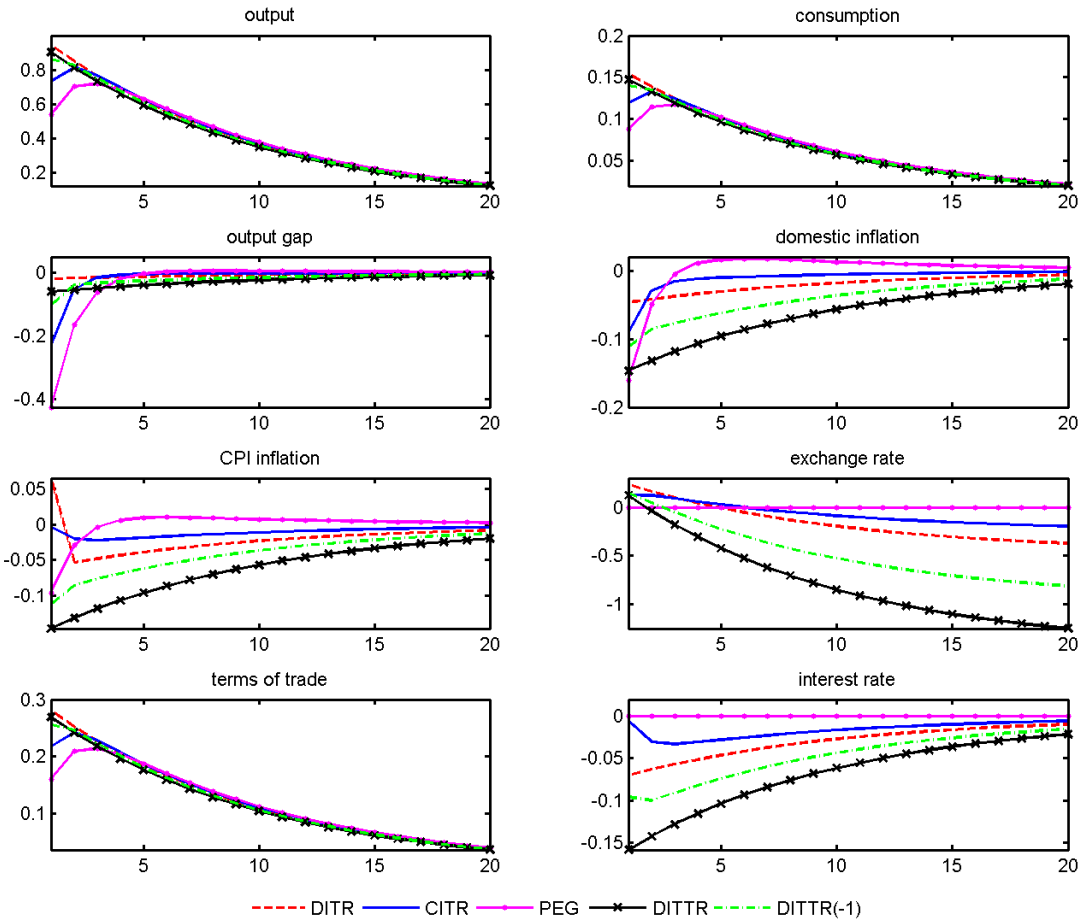 output
0.8
0.6
0.4
0.2
5 10 15 20
consumption
0.2
0.15
0.1
0.05
5 10 15 20
output gap
0
-0.2
-0.4
5 10 15 20
domestic inflation
0
-0.1
-0.2
5 10 15 20
CPI inflation
0.05
0
-0.05
-0.1
5 10 15 20
exchange rate
0
-0.5
-1
5 10 15 20
terms of trade
0.3
0.2
0.1
5 10 15 20
interest rate
0
-0.05
-0.1
-0.15
5 10 15 20
DITR CITR PEG DITTR DITTR(-1)